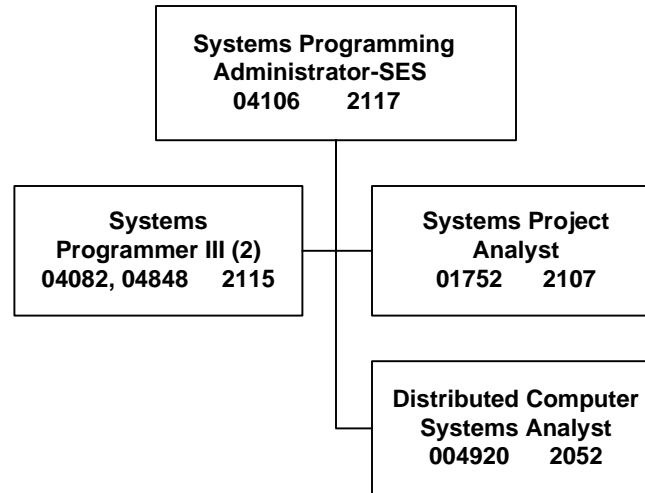 Systems Programming
Administrator-SES
04106 2117
Systems
Programmer III (2)
04082, 04848 2115
Systems Project
Analyst
01752 2107
Distributed Computer
Systems Analyst
004920 2052